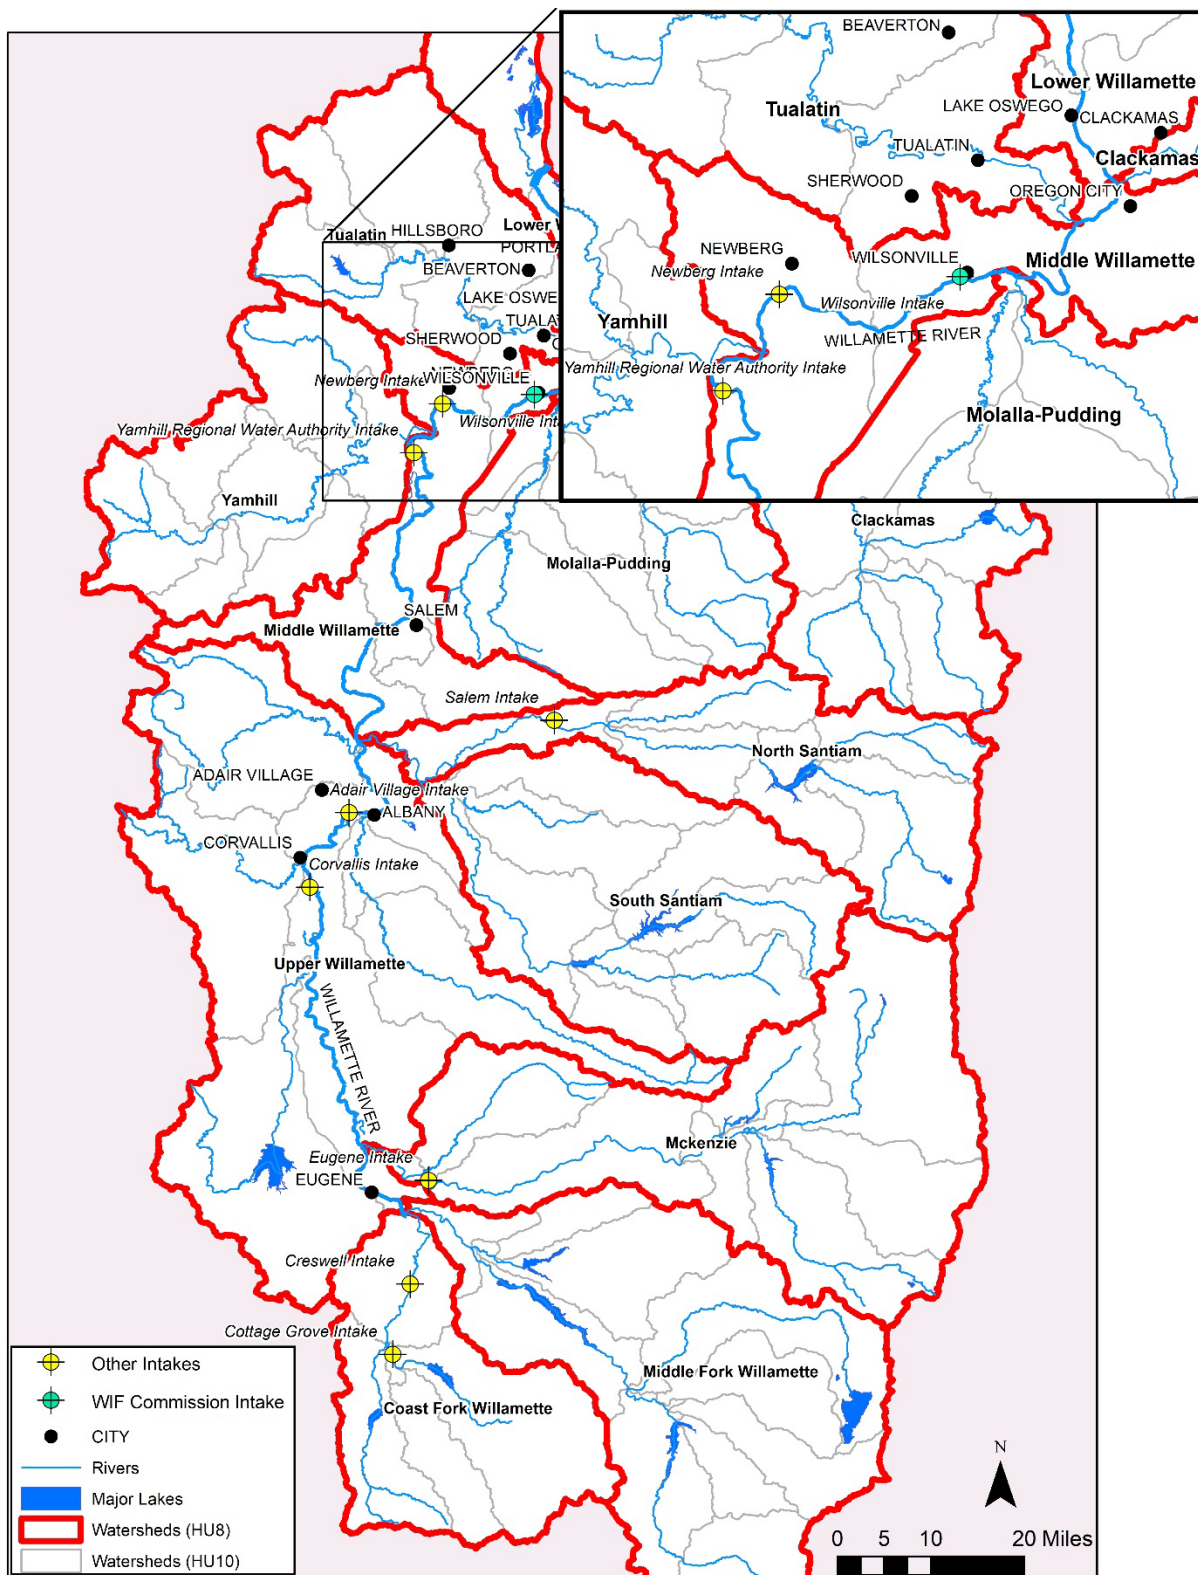 BEAVERTON
Lower Willamette
Tualatin
LAKE OSWEGO
CLACKAMAS
TUALATIN
Clackamas
SHERWOOD
OREGON CITY
NEWBERG
WILSONVILLE
Newberg Intake
Middle Willamette
Wilsonville Intake
Yamhill
WILLAMETTE RIVER
Yamhill Regional Water Authority Intake
Molalla-Pudding
Tualatin
HILLSBORO
Lower
BEAVERTON
LAKE OSWE
SHERWOOD
NEWBERG
WILSONVILLE
Newberg Intake
Yamhill Regional Water Authority Intake
Yamhill
Clackamas
Molalla-Pudding
SALEM
Middle Willamette
Salem Intake
North Santiam
ADAIR VILLAGE
Adair Village Intake
ALBANY
CORVALLIS
Corvallis Intake
South Santiam
Upper Willamette
WILLAMETTE RIVER
Mckenzie
Eugene Intake
EUGENE
Creswell Intake
Cottage Grove Intake
Middle Fork Willamette
Coast Fork Willamette
Other Intakes
WIF Commission Intake
CITY
Rivers
Major Lakes
Watersheds (HU8)
Watersheds (HU10)
N
0 5 10 20 Miles